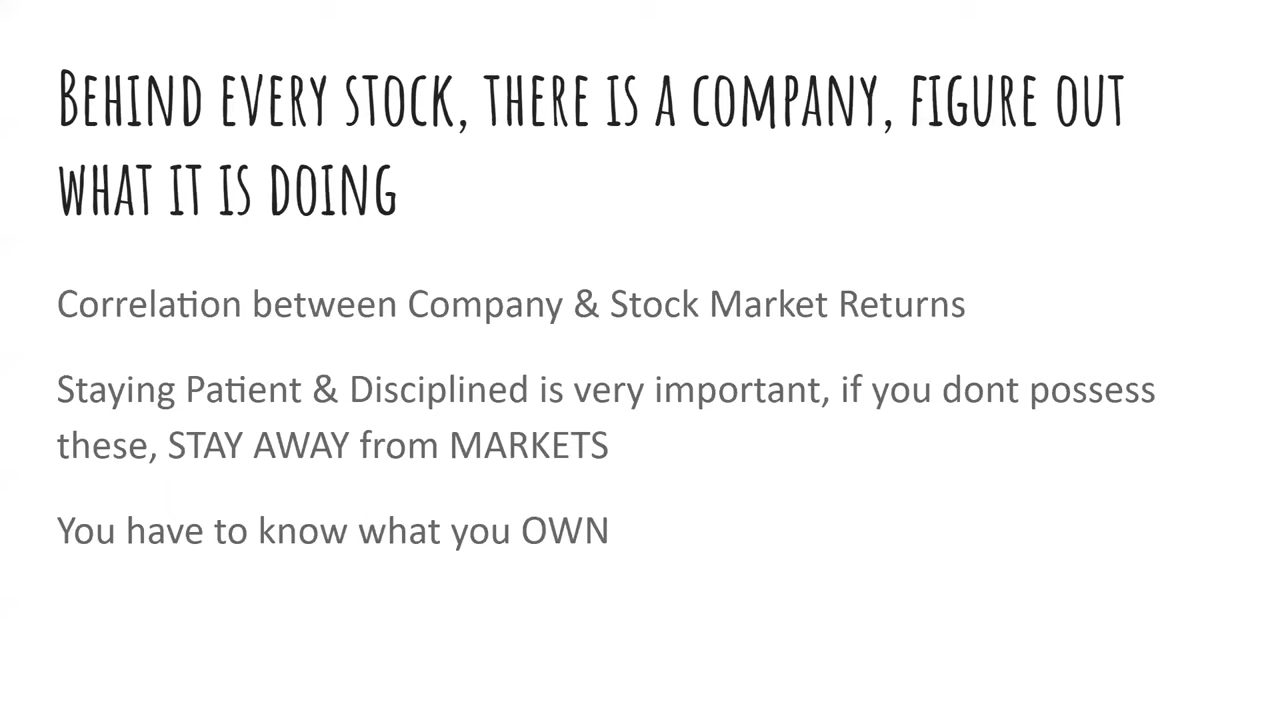 Behind every stock, there is a company, figure out
what it is doing
Correlation between Company & Stock Market Returns
Staying Patient & Disciplined is very important, if you dont possess
these, STAY AWAY from MARKETS
You have to know what you OWN